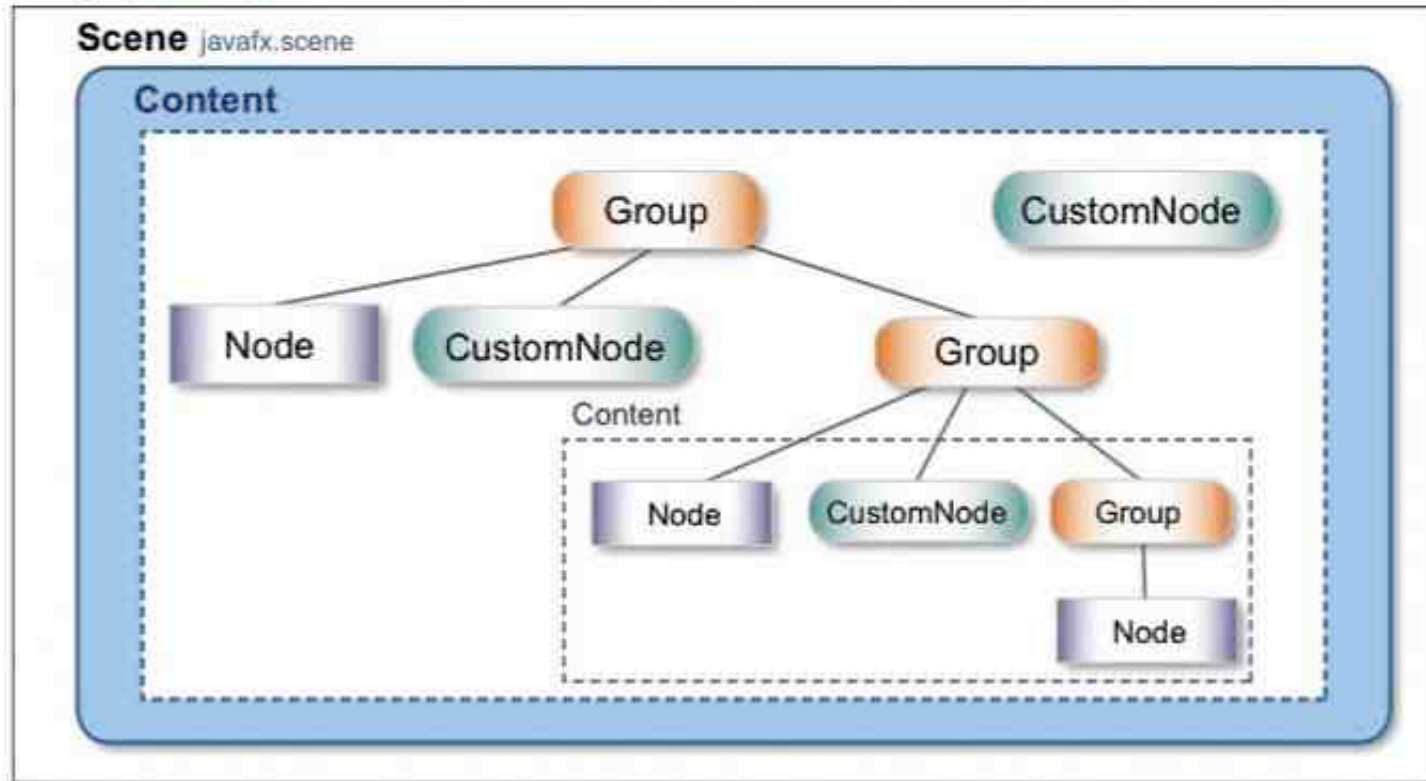 Scene javafx.scene
Content
Group
CustomNode
Node
CustomNode
Group
Content
Node
CustomNode
Group
Node